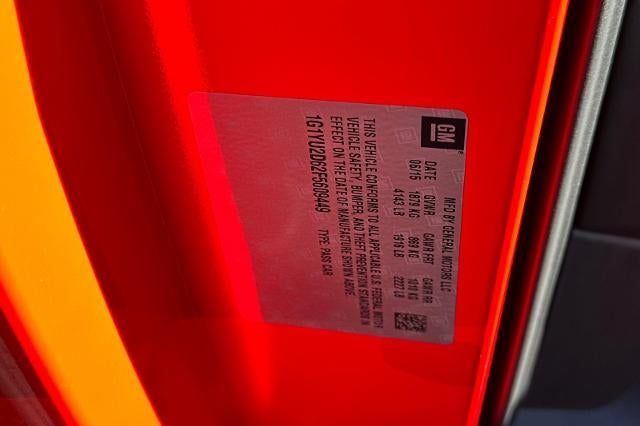 GM
MFD BY GENERAL MOTORS LLC
DATE GVWR GAWR FRT GAWR RR
06/15 1879 KG 869 KG 1010 KG
4143 LB 1916 LB 2227 LB
THIS VEHICLE CONFORMS TO ALL APPLICABLE U.S. FEDERAL MOTOR
VEHICLE SAFETY, BUMPER, AND THEFT PREVENTION STANDARDS IN
EFFECT ON THE DATE OF MANUFACTURE SHOWN ABOVE.
1G1YU2D62F5609449 TYPE: PASS CAR